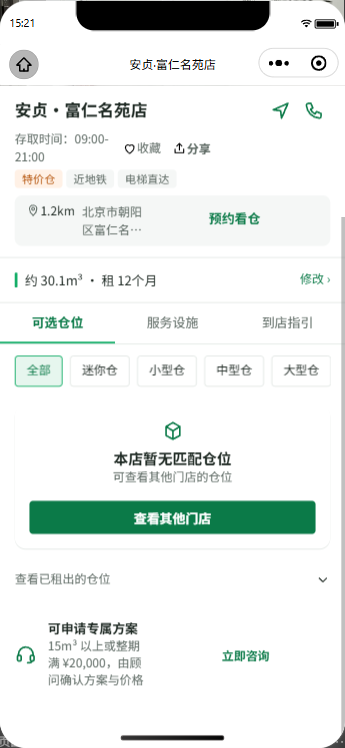 15:21
安贞·富仁名苑店
安贞·富仁名苑店
存取时间：09:00-
21:00
收藏
分享
特价仓
近地铁
电梯直达
1.2km
北京市朝阳
区富仁名…
预约看仓
约 30.1m³ · 租 12个月
修改 ›
可选仓位
服务设施
到店指引
全部
迷你仓
小型仓
中型仓
大型仓
本店暂无匹配仓位
可查看其他门店的仓位
查看其他门店
查看已租出的仓位
可申请专属方案
15m³ 以上或整期
满 ¥20,000，由顾
问确认方案与价格
立即咨询